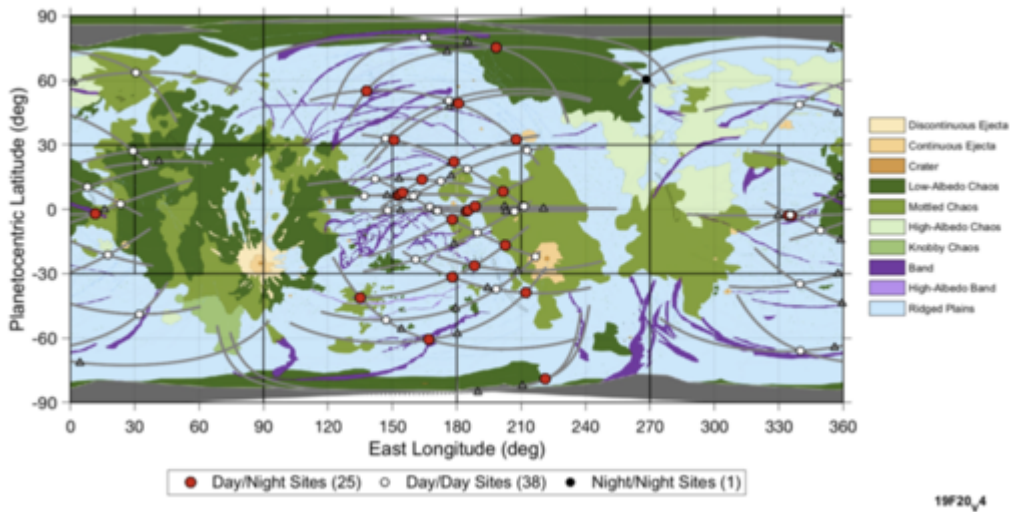 90
60
30
0
-30
-60
-90
Planetocentric Latitude (deg)
0 30 60 90 120 150 180 210 240 270 300 330 360
East Longitude (deg)
Discontinuous Ejecta
Continuous Ejecta
Crater
Low-Albedo Chaos
Mottled Chaos
High-Albedo Chaos
Knobby Chaos
Band
High-Albedo Band
Ridged Plains
Day/Night Sites (25) Day/Day Sites (38) Night/Night Sites (1)
19F20_v4